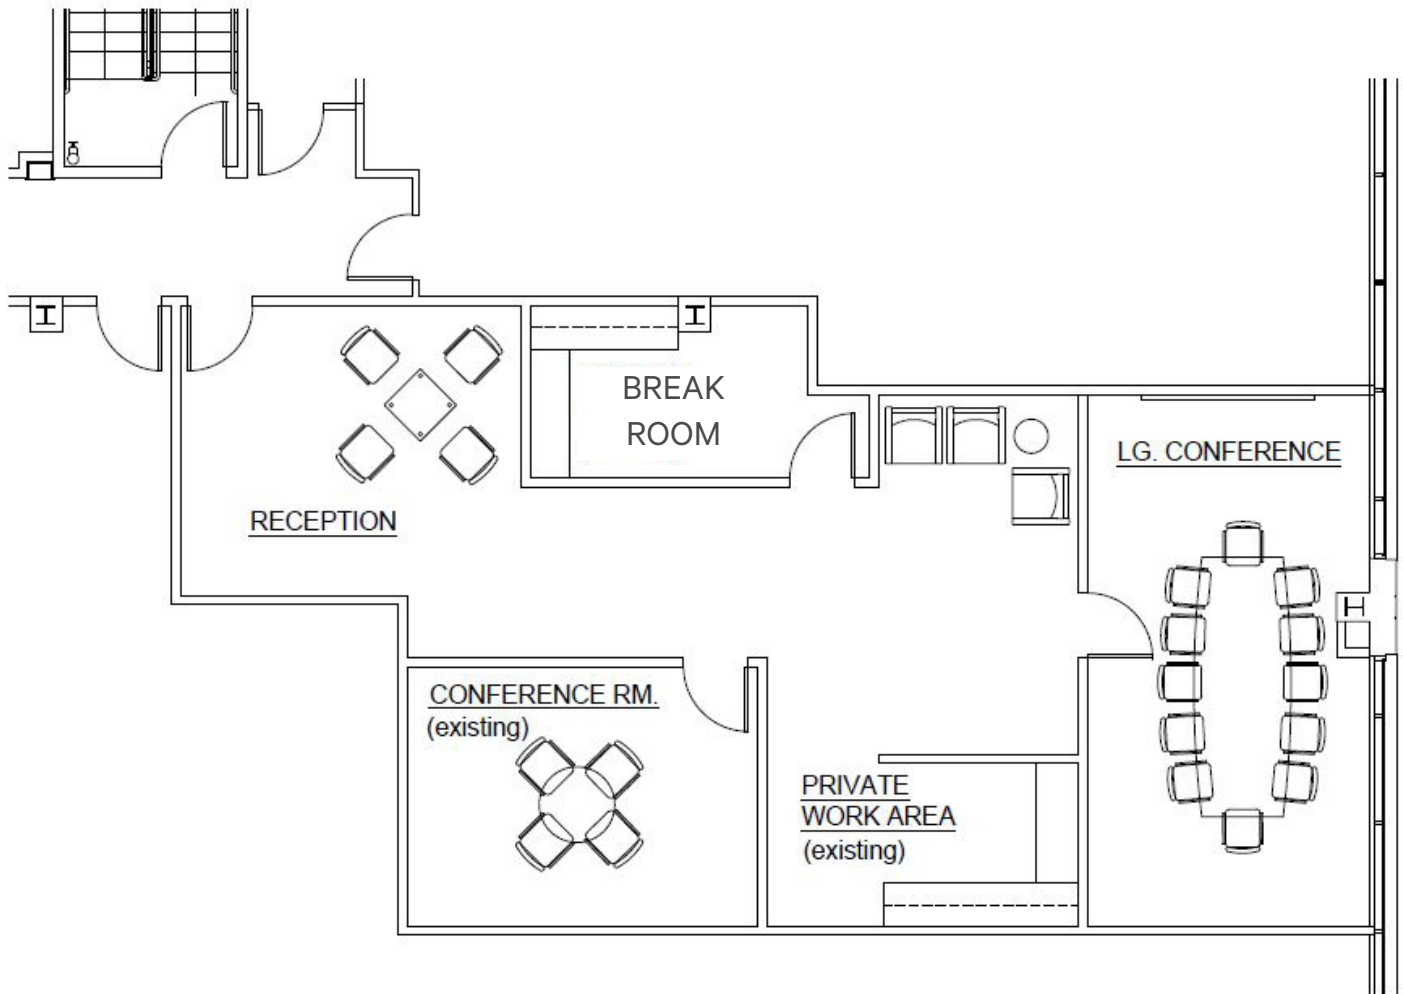 BREAK
ROOM
LG. CONFERENCE
RECEPTION
CONFERENCE RM.
(existing)
PRIVATE
WORK AREA
(existing)